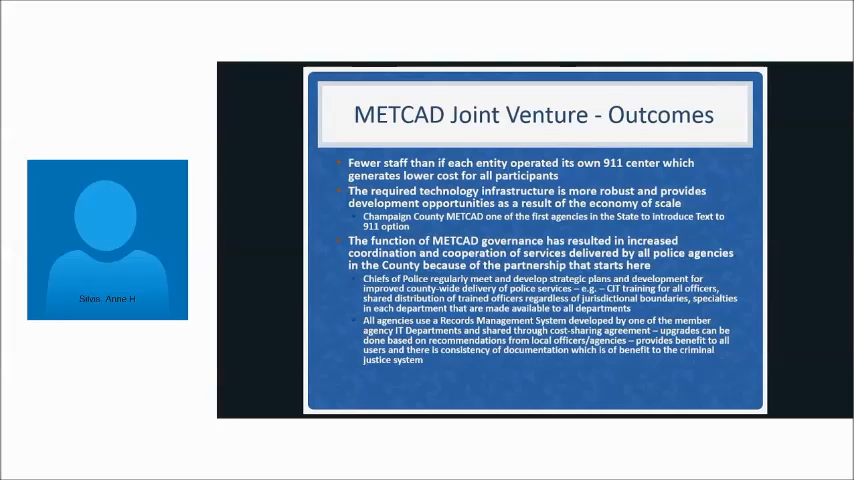 METCAD Joint Venture - Outcomes
Fewer staff than if each entity operated its own 911 center which
generates lower cost for all participants
The required technology infrastructure is more robust and provides
development opportunities as a result of the economy of scale
Champaign County METCAD one of the first agencies in the State to introduce Text to
911 option
The function of METCAD governance has resulted in increased
coordination and cooperation of services delivered by all police agencies
in the County because of the partnership that starts here
Chiefs of Police regularly meet and develop strategic plans and development for
improved county-wide delivery of police services – e.g. – CIT training for all officers,
shared distribution of trained officers regardless of jurisdictional boundaries, specialties
in each department that are made available to all departments
All agencies use a Records Management System developed by one of the member
agency IT Departments and shared through cost-sharing agreement – upgrades can be
done based on recommendations from local officers/agencies – provides benefit to all
users and there is consistency of documentation which is of benefit to the criminal
justice system
Silvis, Anne H